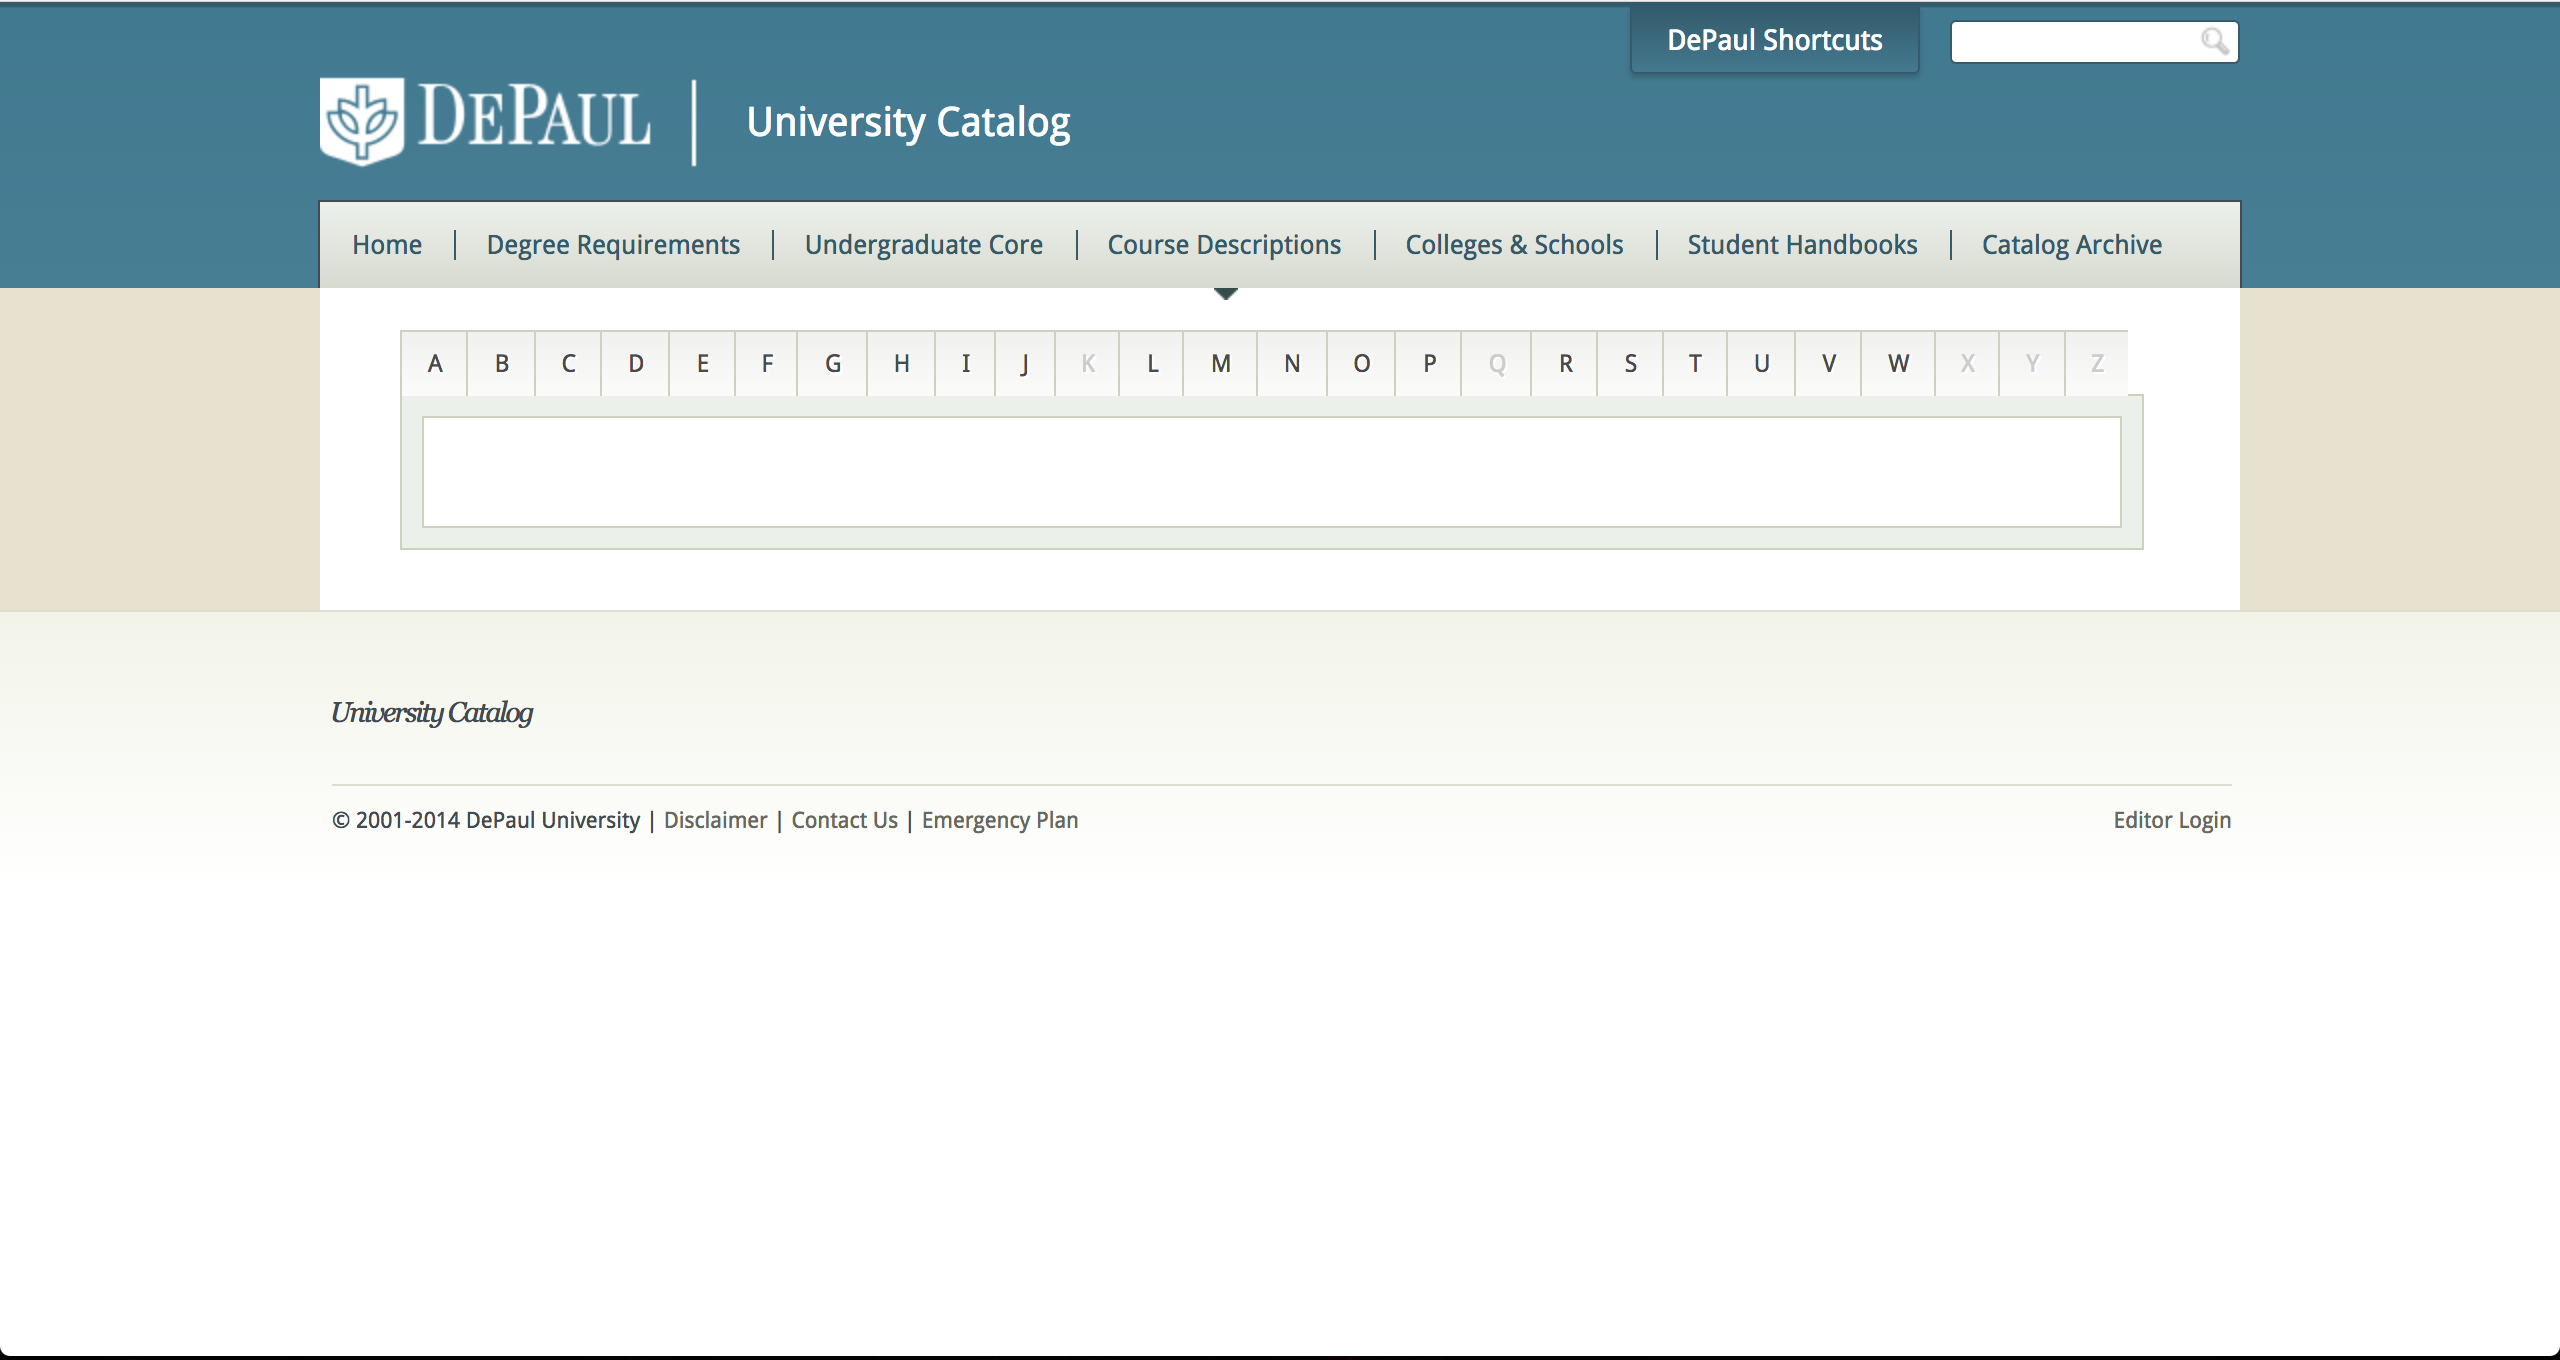 DePaul Shortcuts
DEPAUL | University Catalog
Home | Degree Requirements | Undergraduate Core | Course Descriptions | Colleges & Schools | Student Handbooks | Catalog Archive
A B C D E F G H I J K L M N O P Q R S T U V W X Y Z
University Catalog
© 2001-2014 DePaul University | Disclaimer | Contact Us | Emergency Plan Editor Login